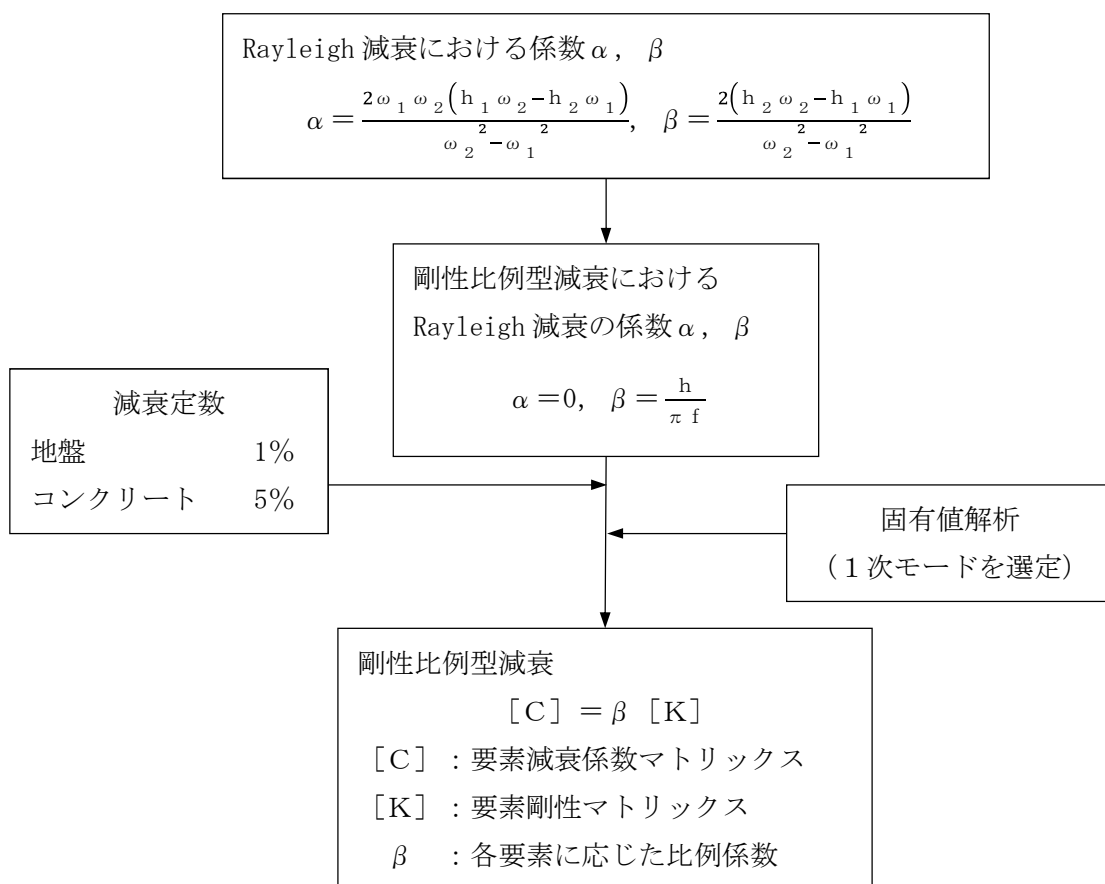 Rayleigh 減衰における係数α, β
α=2ω₁ω₂(h₁ω₂−h₂ω₁)/(ω₂²−ω₁²), β=2(h₂ω₂−h₁ω₁)/(ω₂²−ω₁²)
剛性比例型減衰における
Rayleigh 減衰の係数α, β
α=0, β=h/(πf)
減衰定数
地盤 1%
コンクリート 5%
固有値解析
(1次モードを選定)
剛性比例型減衰
[C]=β[K]
[C]:要素減衰係数マトリックス
[K]:要素剛性マトリックス
β :各要素に応じた比例係数